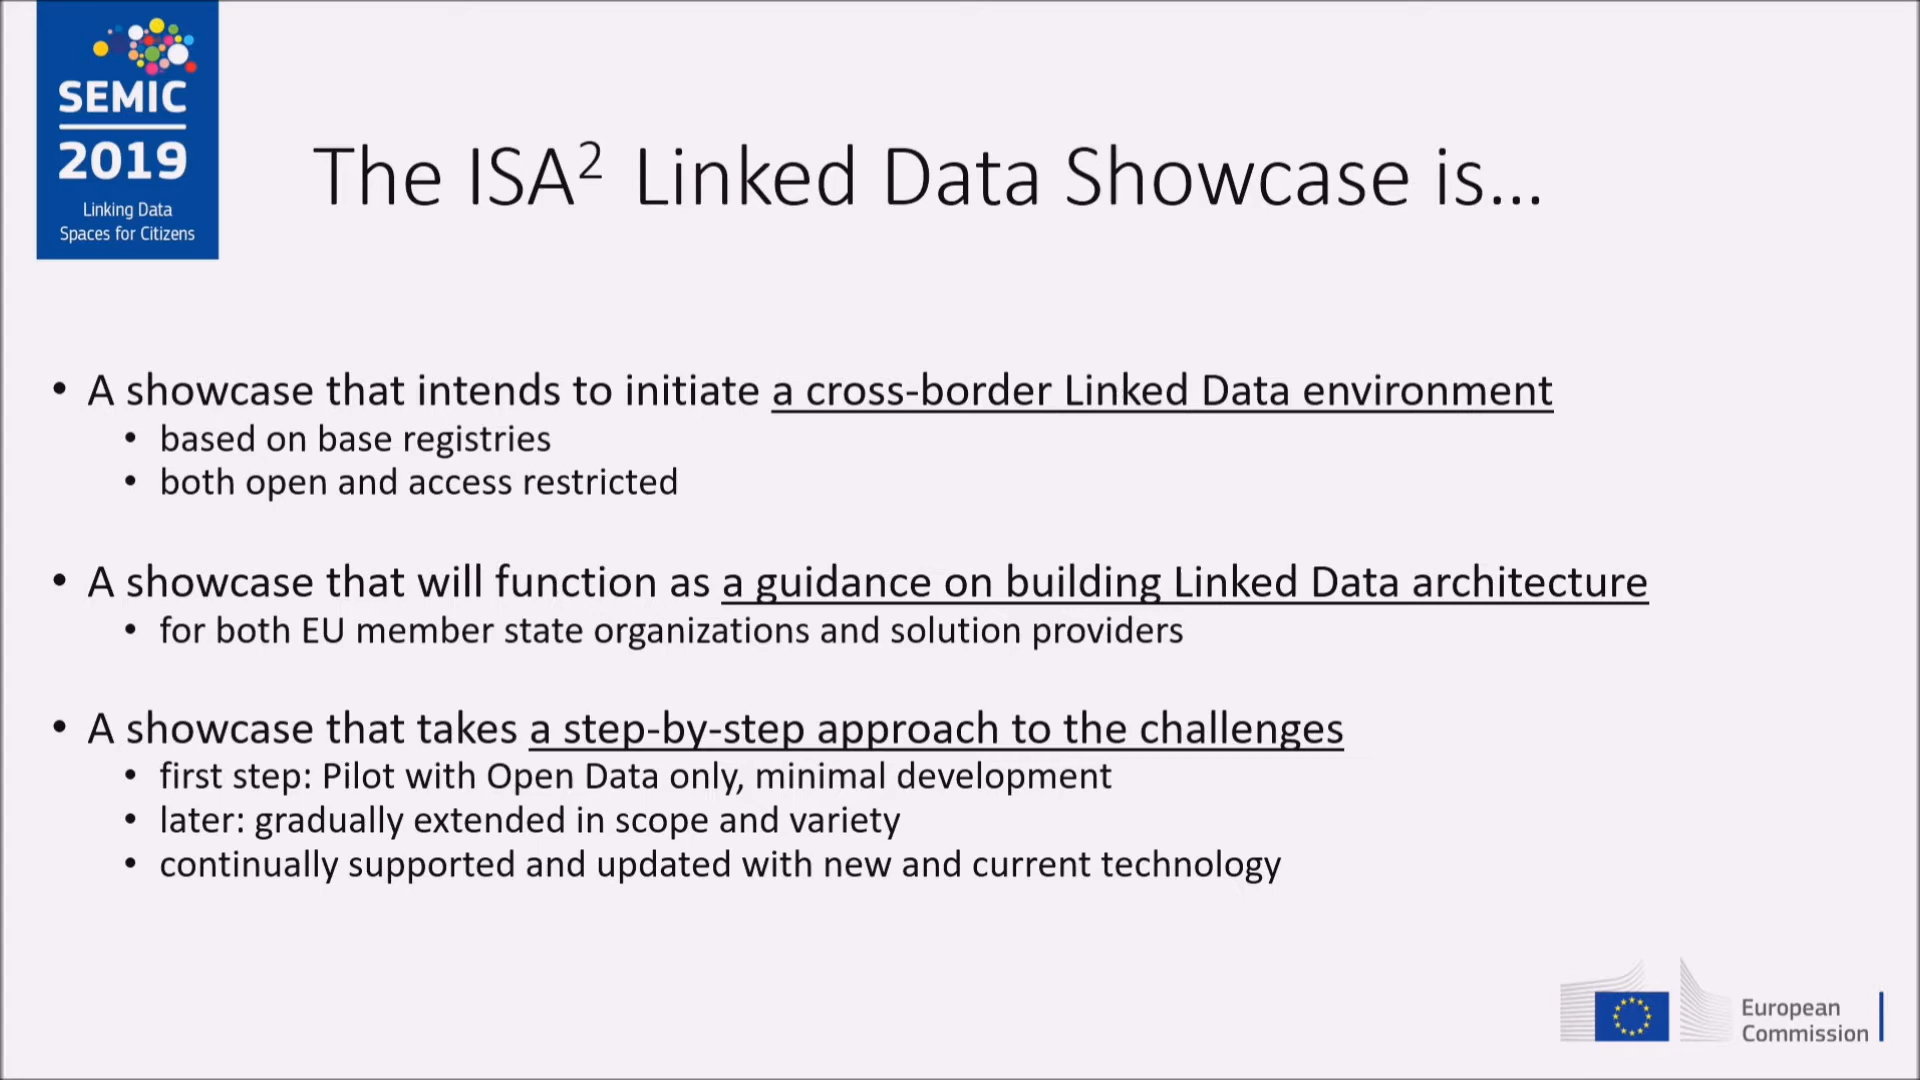 SEMIC
2019
Linking Data
Spaces for Citizens
The ISA² Linked Data Showcase is...
• A showcase that intends to initiate a cross-border Linked Data environment
• based on base registries
• both open and access restricted
• A showcase that will function as a guidance on building Linked Data architecture
• for both EU member state organizations and solution providers
• A showcase that takes a step-by-step approach to the challenges
• first step: Pilot with Open Data only, minimal development
• later: gradually extended in scope and variety
• continually supported and updated with new and current technology
European
Commission